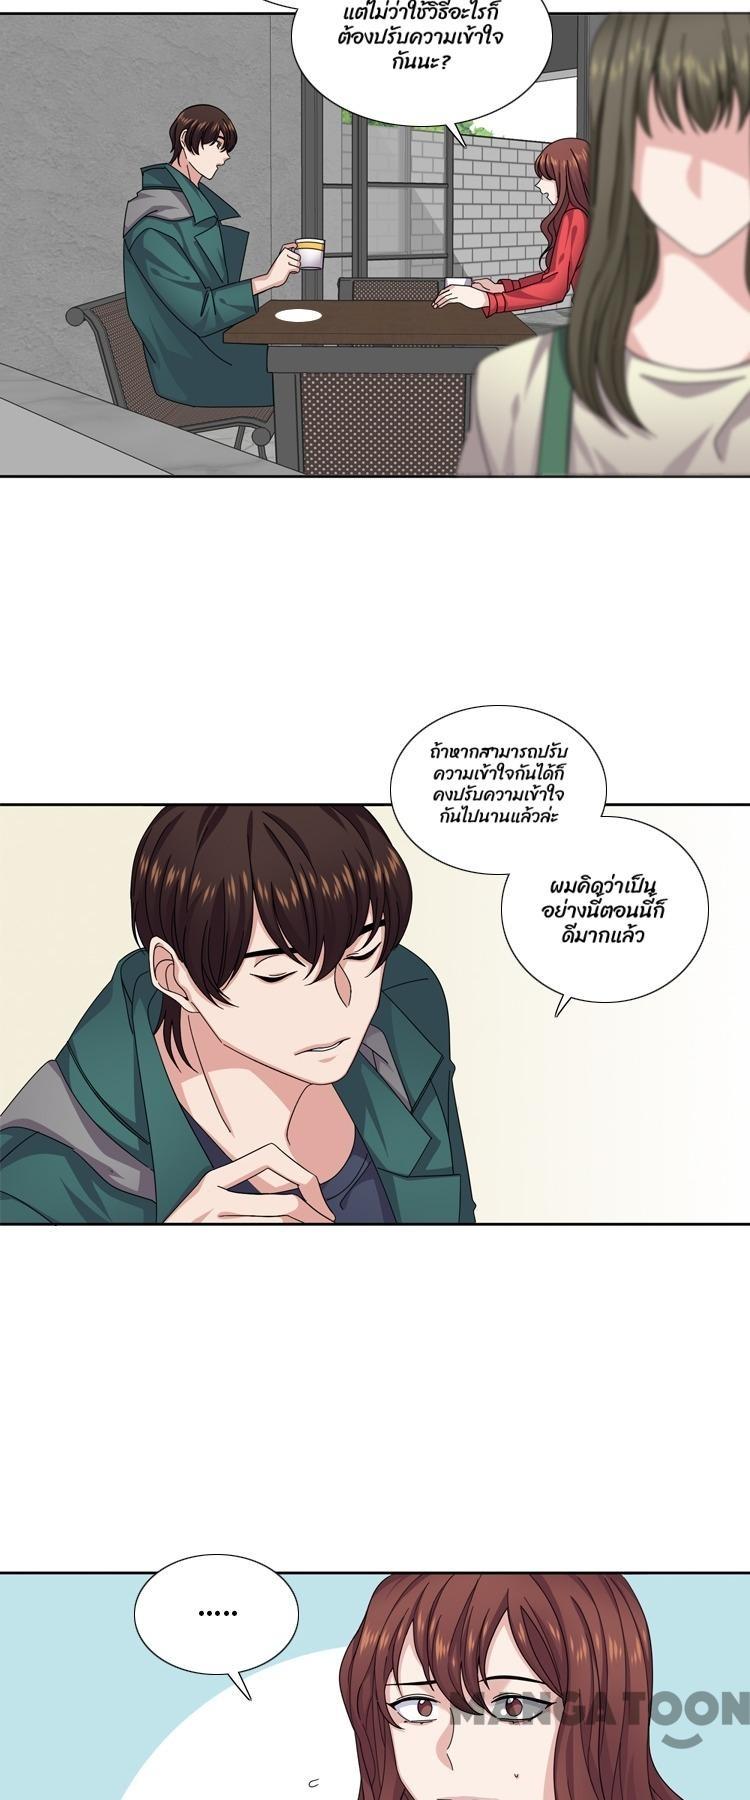 แต่ไม่ว่าใช้วิธีอะไรก็
ต้องปรับความเข้าใจ
กันนะ?
ถ้าหากสามารถปรับ
ความเข้าใจกันได้ก็
คงปรับความเข้าใจ
กันไปนานแล้วล่ะ
ผมคิดว่าเป็น
อย่างนี้ตอนนี้ก็
ดีมากแล้ว
.....
MANGATOON